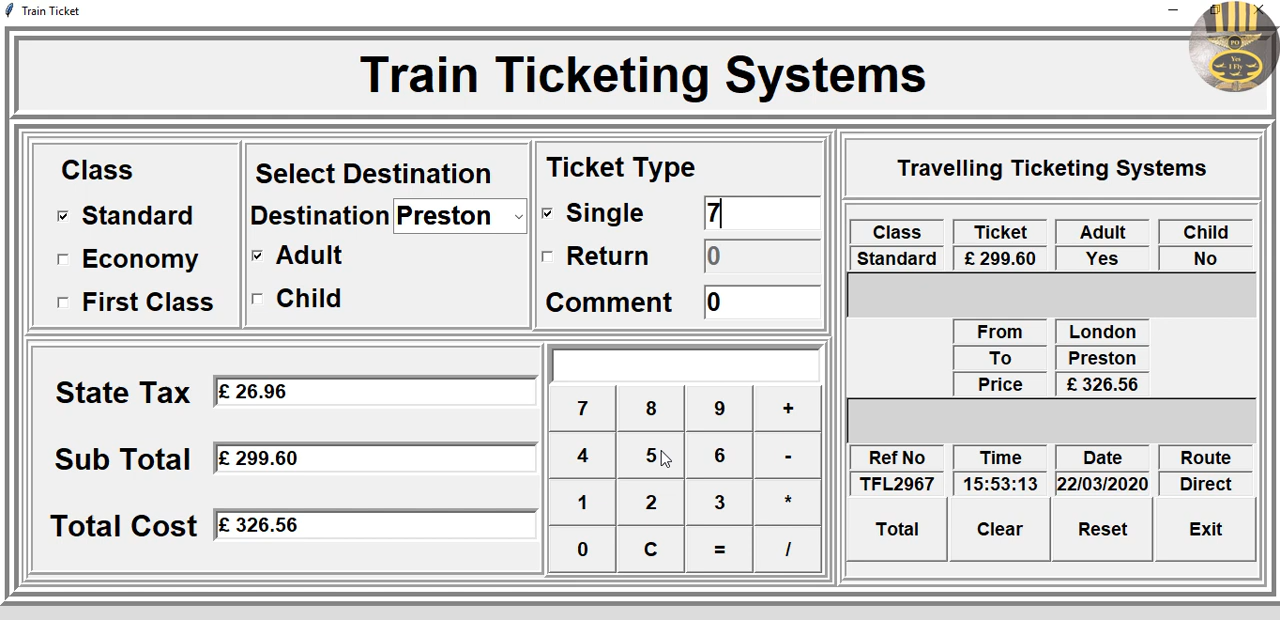 Train Ticket
Train Ticketing Systems
PO
Yes
I Fly
Class
Standard
Economy
First Class
Select Destination
Destination Preston
Adult
Child
Ticket Type
Single 7
Return 0
Comment 0
State Tax £ 26.96
Sub Total £ 299.60
Total Cost £ 326.56
7 8 9 +
4 5 6 -
1 2 3 *
0 C = /
Travelling Ticketing Systems
Class Ticket Adult Child
Standard £ 299.60 Yes No
From London
To Preston
Price £ 326.56
Ref No Time Date Route
TFL2967 15:53:13 22/03/2020 Direct
Total Clear Reset Exit